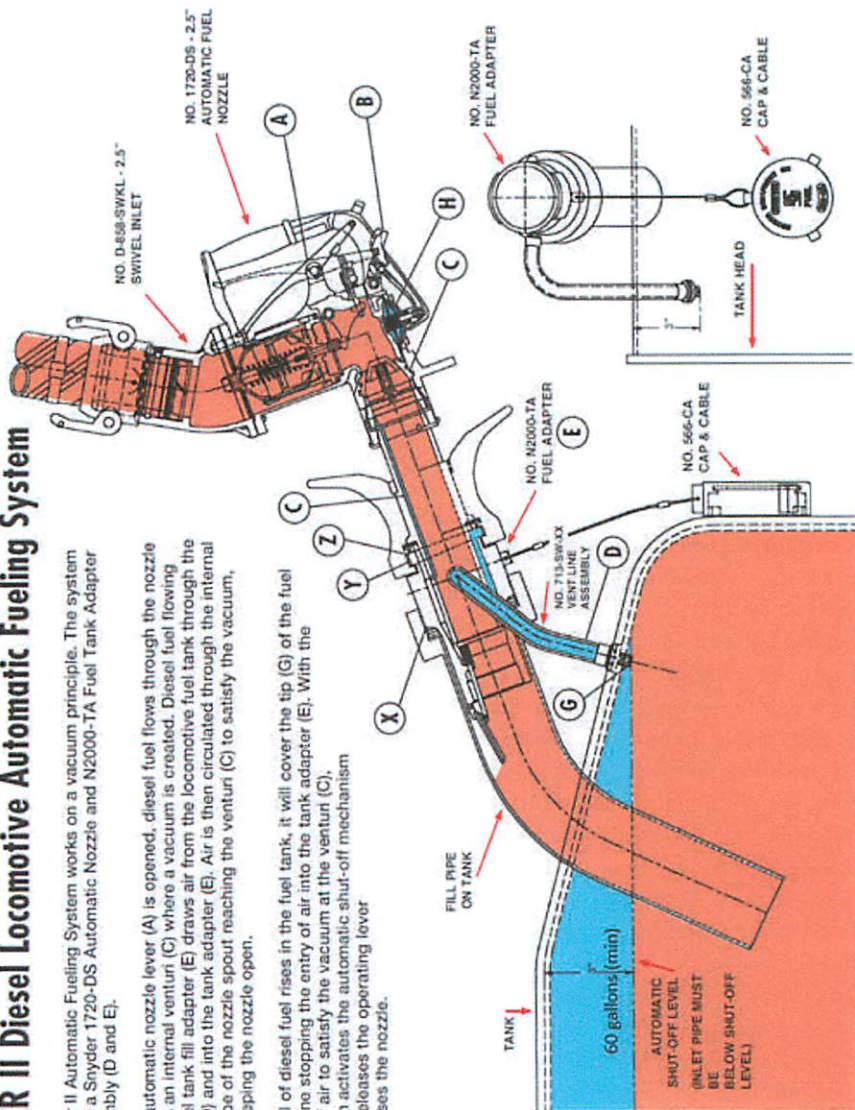 R II Diesel Locomotive Automatic Fueling System
II Automatic Fueling System works on a vacuum principle. The system
a Snyder 1720-DS Automatic Nozzle and N2000-TA Fuel Tank Adapter
(D and E).
automatic nozzle lever (A) is opened, diesel fuel flows through the nozzle
an internal venturi (C) where a vacuum is created. Diesel fuel flowing
tank fill adapter (E) draws air from the locomotive fuel tank through the
and into the tank adapter (E). Air is then circulated through the internal
of the nozzle spout reaching the venturi (C) to satisfy the vacuum,
the nozzle open.
of diesel fuel rises in the fuel tank, it will cover the tip (G) of the fuel
stopping the entry of air into the tank adapter (E). With the
air to satisfy the vacuum at the venturi (C),
activates the automatic shut-off mechanism
the operating lever
the nozzle.
NO. D-858-SWKL - 2.5"
SWIVEL INLET
NO. 1720-DS - 2.5"
AUTOMATIC FUEL
NOZZLE
A
B
H
C
C
Z
Y
X
NO. N2000-TA
FUEL ADAPTER
E
NO. 713-SW-XX
VENT LINE
ASSEMBLY
D
G
NO. 566-CA
CAP & CABLE
FILL PIPE
ON TANK
TANK
3"
60 gallons (min)
AUTOMATIC
SHUT-OFF LEVEL
(INLET PIPE MUST
BE
BELOW SHUT-OFF
LEVEL)
NO. N2000-TA
FUEL ADAPTER
3"
TANK HEAD
NO. 566-CA
CAP & CABLE
FUEL